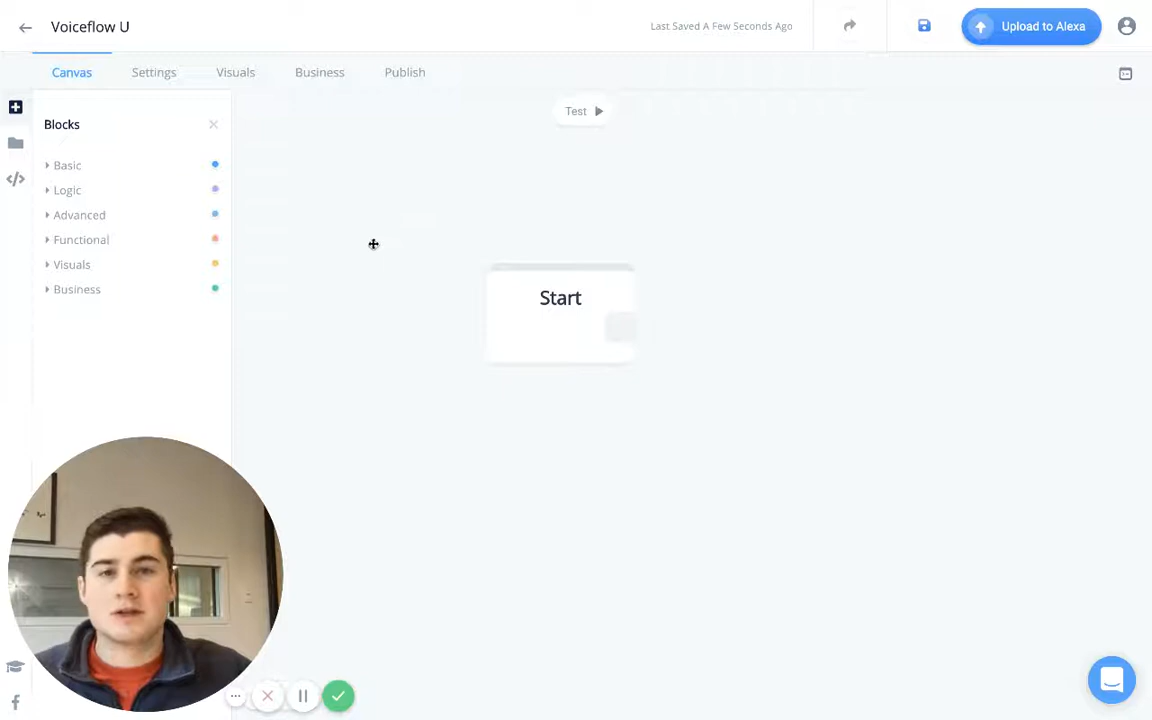 Voiceflow U
Last Saved A Few Seconds Ago
Upload to Alexa
Canvas
Settings
Visuals
Business
Publish
Test
Blocks
Basic
Logic
Advanced
Functional
Visuals
Business
Start